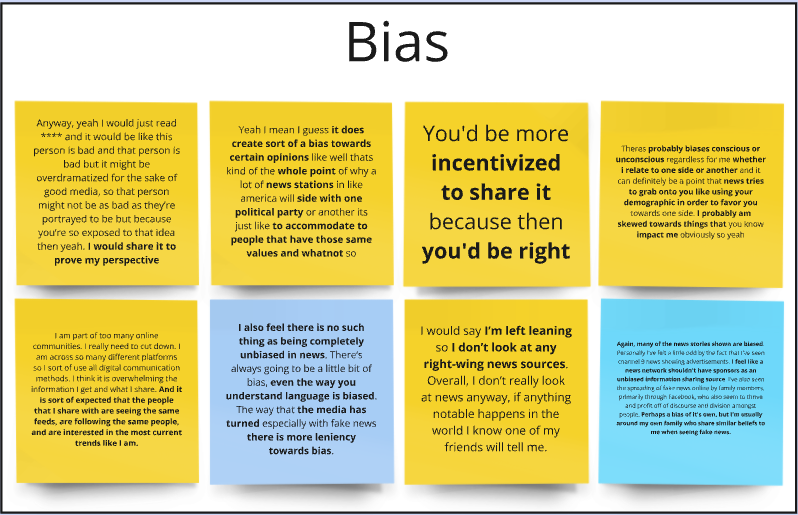 Bias
Anyway, yeah I would just read
**** and it would be like this
person is bad and that person is
bad but it might be
overdramatized for the sake of
good media, so that person
might not be as bad as they're
portrayed to be but because
you're so exposed to that idea
then yeah. I would share it to
prove my perspective
Yeah I mean I guess it does
create sort of a bias towards
certain opinions like well thats
kind of the whole point of why a
lot of news stations in like
america will side with one
political party or another its
just like to accommodate to
people that have those same
values and whatnot so
You'd be more
incentivized
to share it
because then
you'd be right
Theres probably biases conscious or
unconscious regardless for me whether
i relate to one side or another and it
can definitely be a point that news tries
to grab onto you like using your
demographic in order to favor you
towards one side. I probably am
skewed towards things that you know
impact me obviously so yeah
I am part of too many online
communities. I really need to cut down. I
am across so many different platforms
so I sort of use all digital communication
methods. I think it is overwhelming the
information I get and what I share. And it
is sort of expected that the people
that I share with are seeing the same
feeds, are following the same people,
and are interested in the most current
trends like I am.
I also feel there is no such
thing as being completely
unbiased in news. There's
always going to be a little bit of
bias, even the way you
understand language is biased.
The way that the media has
turned especially with fake news
there is more leniency
towards bias.
I would say I'm left leaning
so I don't look at any
right-wing news sources.
Overall, I don't really look
at news anyway, if anything
notable happens in the
world I know one of my
friends will tell me.
Again, many of the news stories shown are biased.
Personally I've felt a little odd by the fact that I've seen
channel 9 news showing advertisements. I feel like a
news network shouldn't have sponsors as an
unbiased information sharing source. I've also seen
the spreading of fake news online by family members,
primarily through Facebook, who also seem to thrive
and profit off of discourse and division amongst
people. Perhaps a bias of it's own, but I'm usually
around my own family who share similar beliefs to
me when seeing fake news.